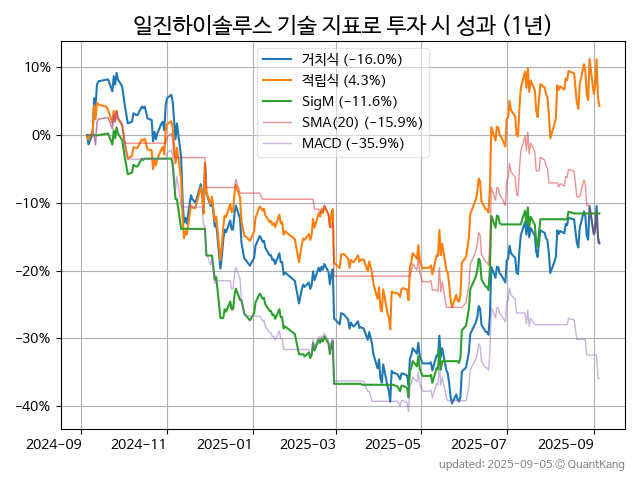 일진하이솔루스 기술 지표로 투자 시 성과 (1년)
거치식 (−16.0%)
적립식 (4.3%)
SigM (−11.6%)
SMA(20) (−15.9%)
MACD (−35.9%)
10%
0%
−10%
−20%
−30%
−40%
2024-09 2024-11 2025-01 2025-03 2025-05 2025-07 2025-09
updated: 2025-09-05 © QuantKang